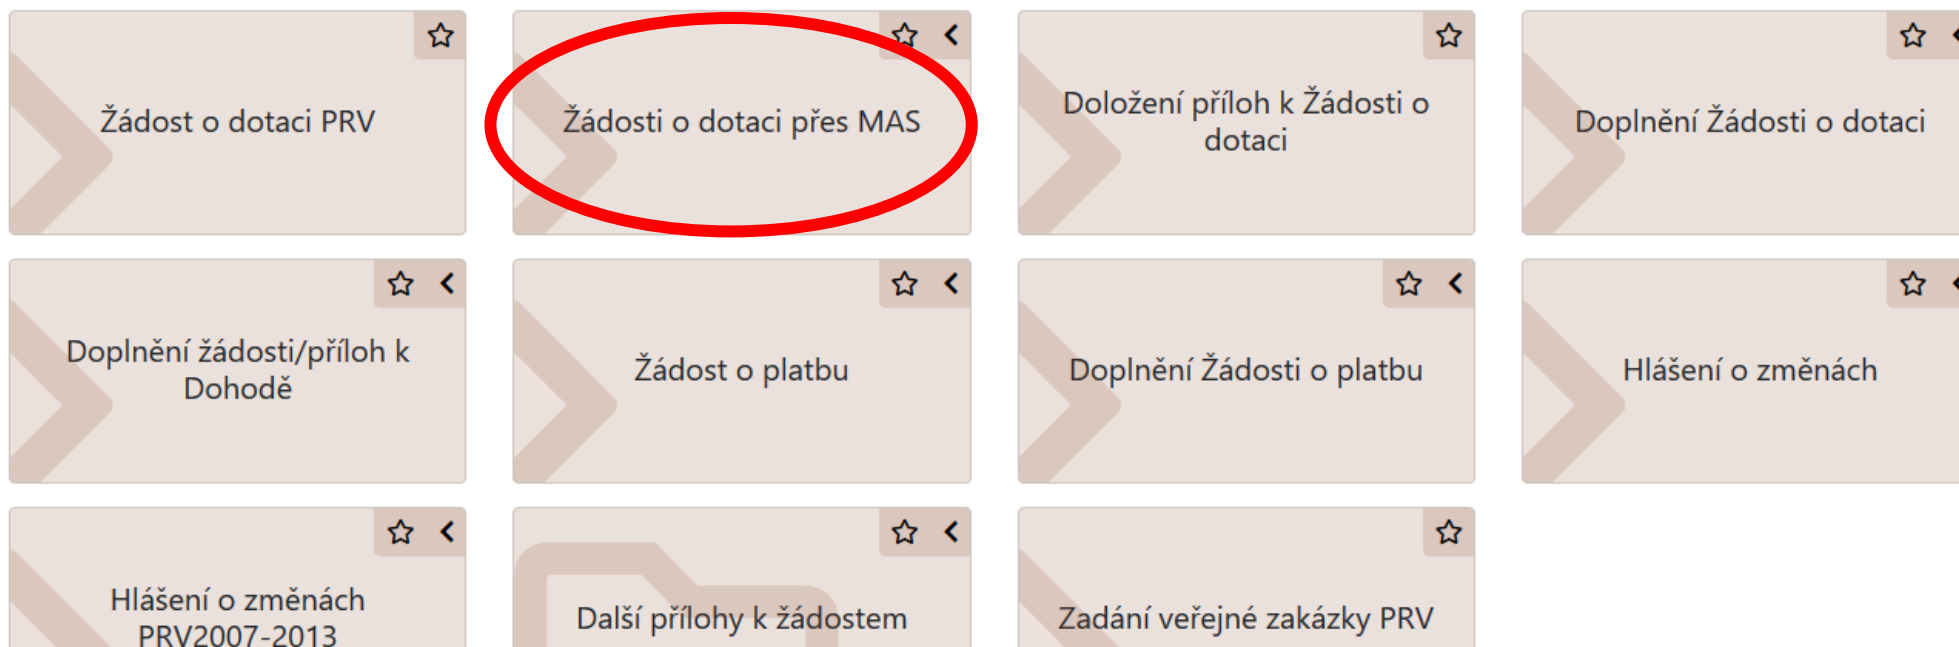 Žádost o dotaci PRV
Žádosti o dotaci přes MAS
Doložení příloh k Žádosti o
dotaci
Doplnění Žádosti o dotaci
Doplnění žádosti/příloh k
Dohodě
Žádost o platbu
Doplnění Žádosti o platbu
Hlášení o změnách
Hlášení o změnách
PRV2007-2013
Další přílohy k žádostem
Zadání veřejné zakázky PRV